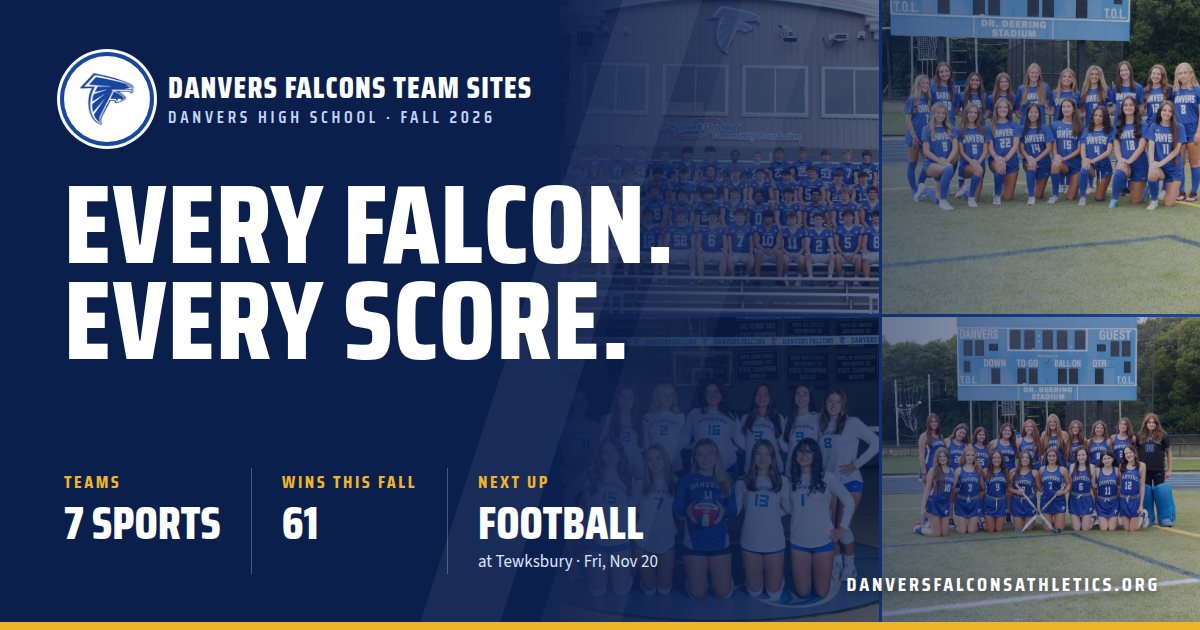 DANVERS FALCONS TEAM SITES
DANVERS HIGH SCHOOL · FALL 2026
EVERY FALCON.
EVERY SCORE.
TEAMS
7 SPORTS
WINS THIS FALL
61
NEXT UP
FOOTBALL
at Tewksbury · Fri, Nov 20
T.O.L.
T.O.L.
DR. DEERING
STADIUM
DANVERS
GUEST
DOWN
TO GO
BALL ON
QTR
T.O.L.
T.O.L.
DR. DEERING
STADIUM
DANVERSFALCONSATHLETICS.ORG